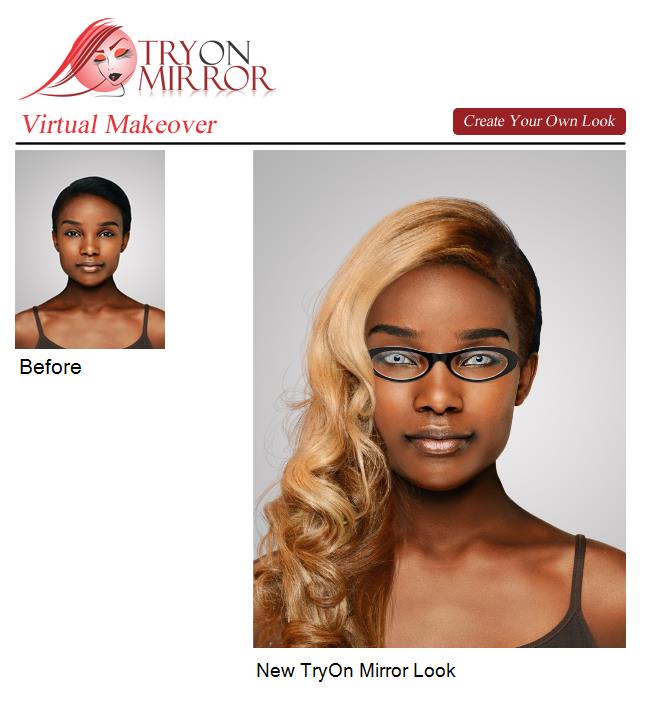 TRYON
MIRROR
Virtual Makeover
Create Your Own Look
Before
New TryOn Mirror Look